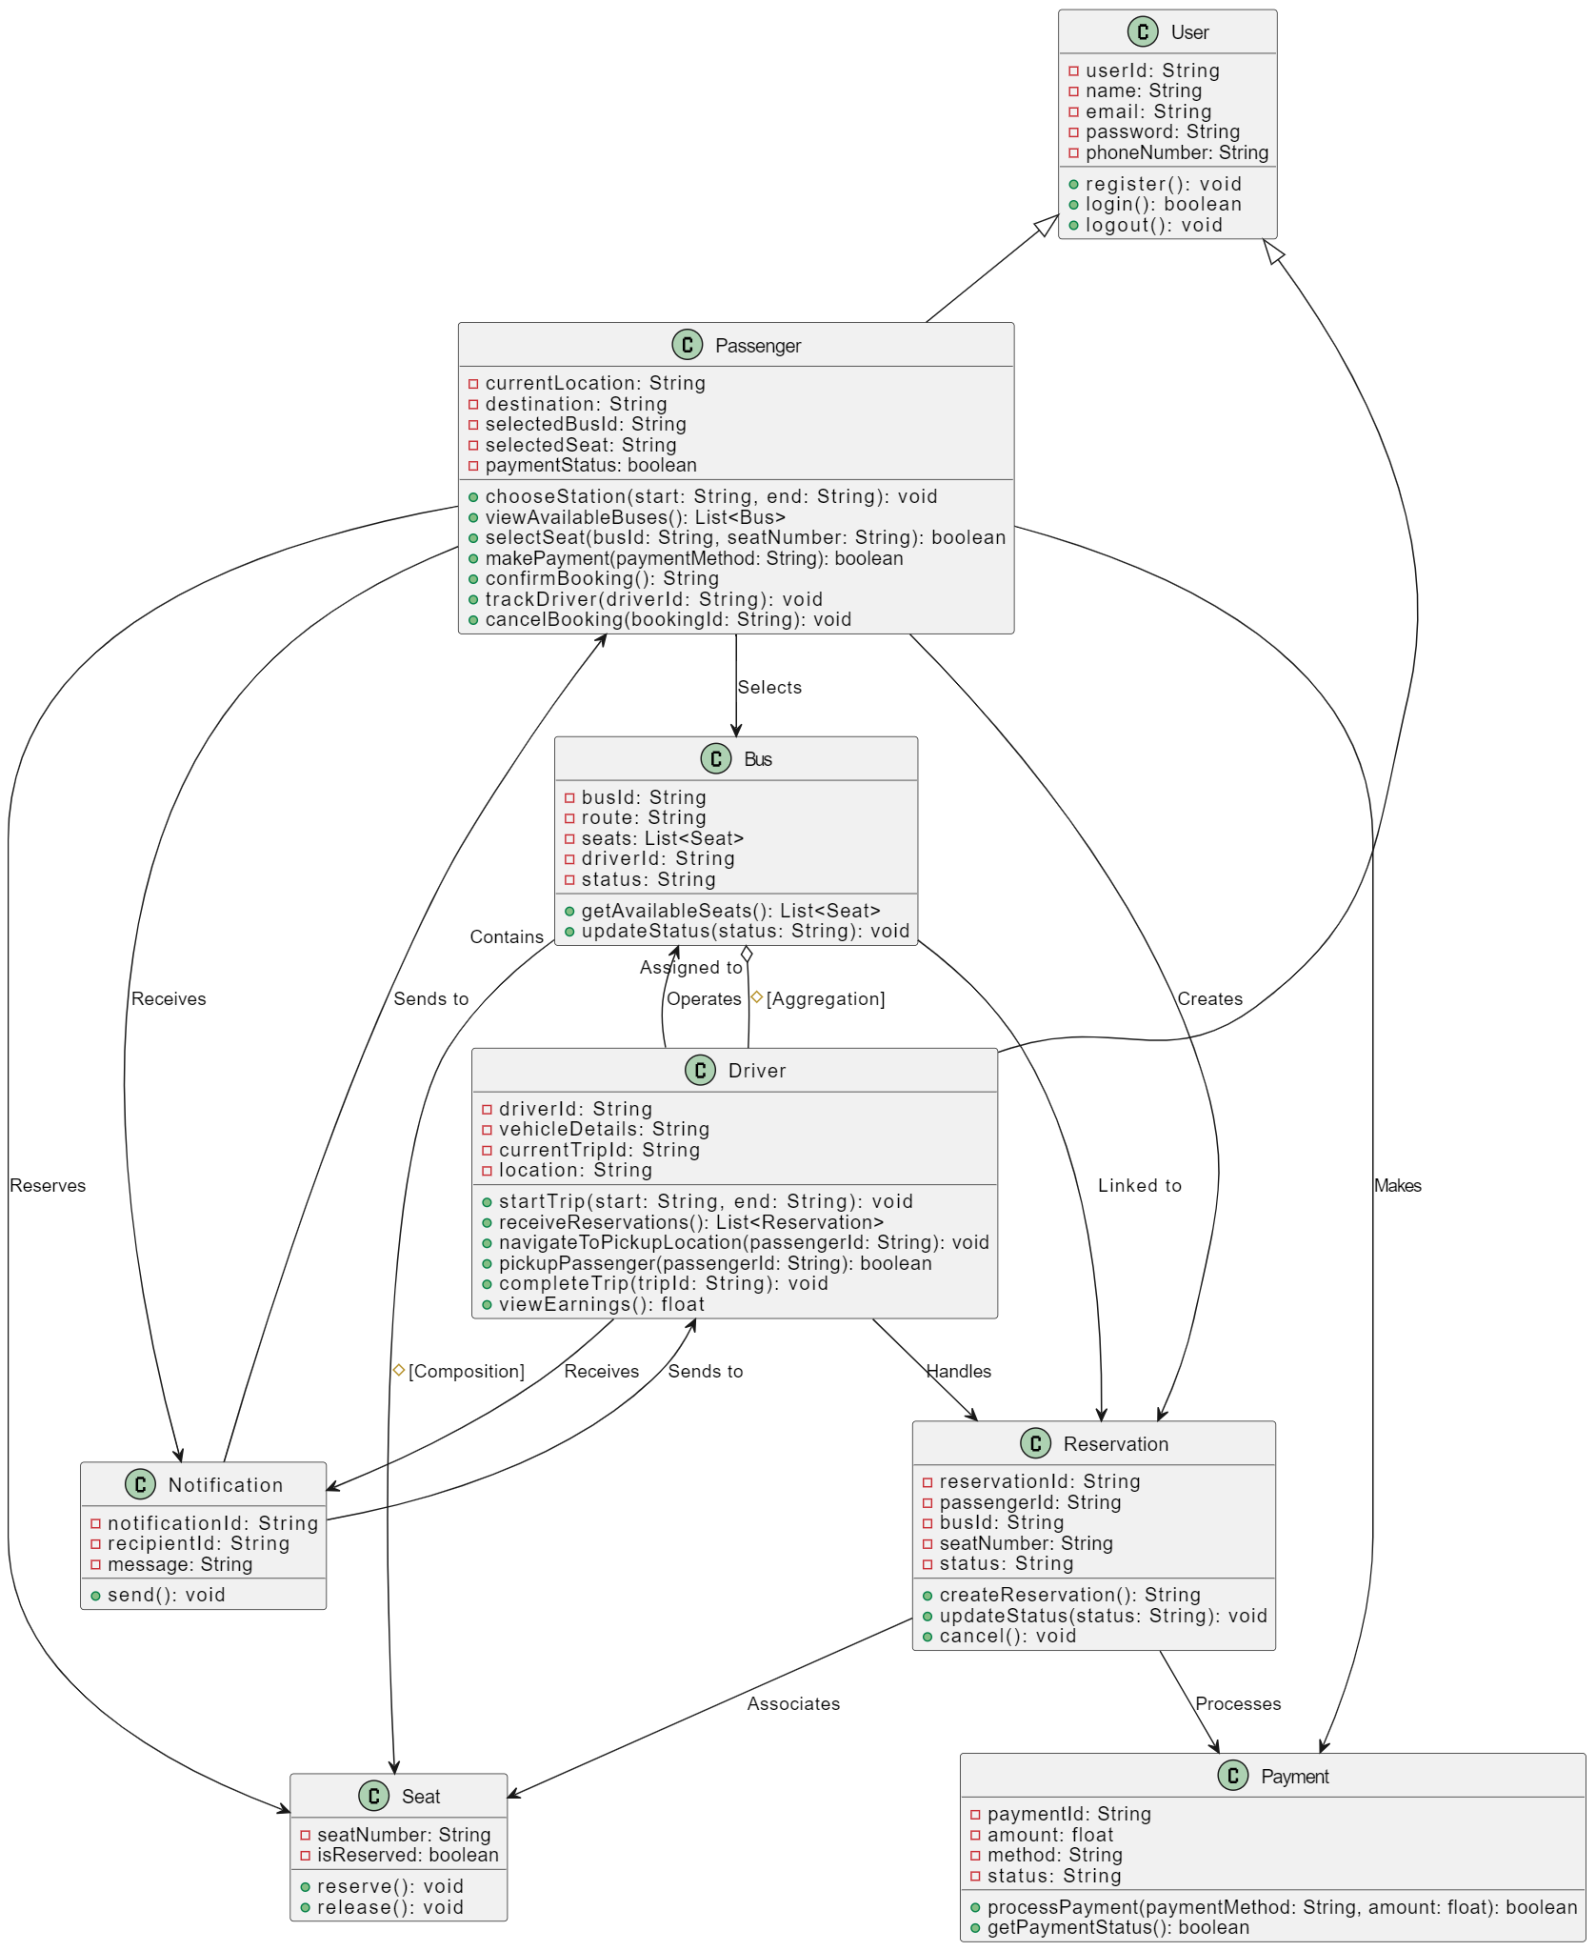 C User
userId: String
name: String
email: String
password: String
phoneNumber: String
register(): void
login(): boolean
logout(): void
C Passenger
currentLocation: String
destination: String
selectedBusId: String
selectedSeat: String
paymentStatus: boolean
chooseStation(start: String, end: String): void
viewAvailableBuses(): List<Bus>
selectSeat(busId: String, seatNumber: String): boolean
makePayment(paymentMethod: String): boolean
confirmBooking(): String
trackDriver(driverId: String): void
cancelBooking(bookingId: String): void
Selects
C Bus
busId: String
route: String
seats: List<Seat>
driverId: String
status: String
getAvailableSeats(): List<Seat>
updateStatus(status: String): void
Contains
Assigned to
Receives
Sends to
Operates
[Aggregation]
Creates
C Driver
driverId: String
vehicleDetails: String
currentTripId: String
location: String
startTrip(start: String, end: String): void
receiveReservations(): List<Reservation>
navigateToPickupLocation(passengerId: String): void
pickupPassenger(passengerId: String): boolean
completeTrip(tripId: String): void
viewEarnings(): float
Reserves
Linked to
Makes
[Composition]
Receives
Sends to
Handles
C Notification
notificationId: String
recipientId: String
message: String
send(): void
C Reservation
reservationId: String
passengerId: String
busId: String
seatNumber: String
status: String
createReservation(): String
updateStatus(status: String): void
cancel(): void
Associates
Processes
C Seat
seatNumber: String
isReserved: boolean
reserve(): void
release(): void
C Payment
paymentId: String
amount: float
method: String
status: String
processPayment(paymentMethod: String, amount: float): boolean
getPaymentStatus(): boolean